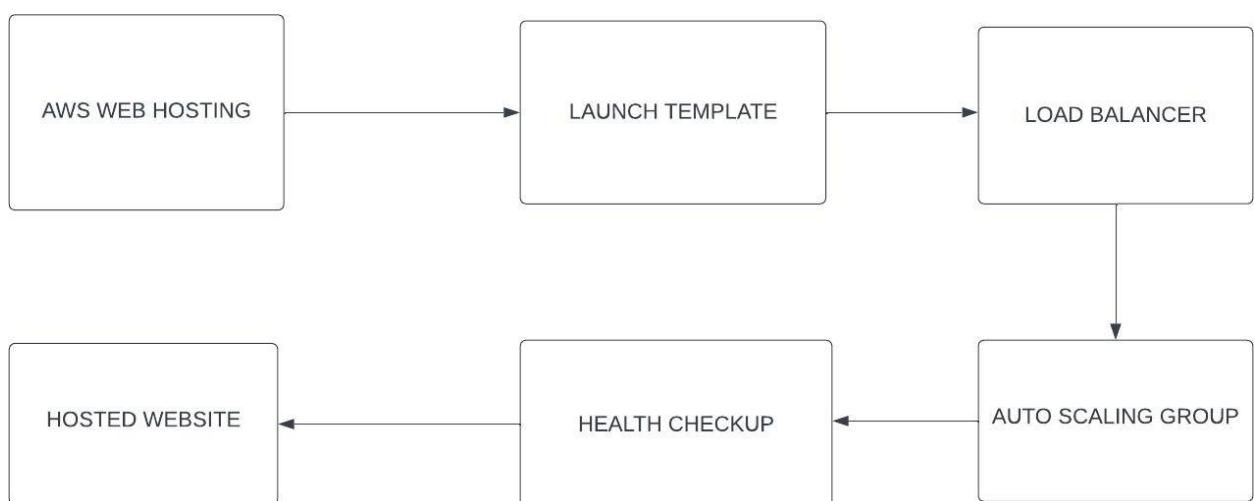 AWS WEB HOSTING
LAUNCH TEMPLATE
LOAD BALANCER
HOSTED WEBSITE
HEALTH CHECKUP
AUTO SCALING GROUP